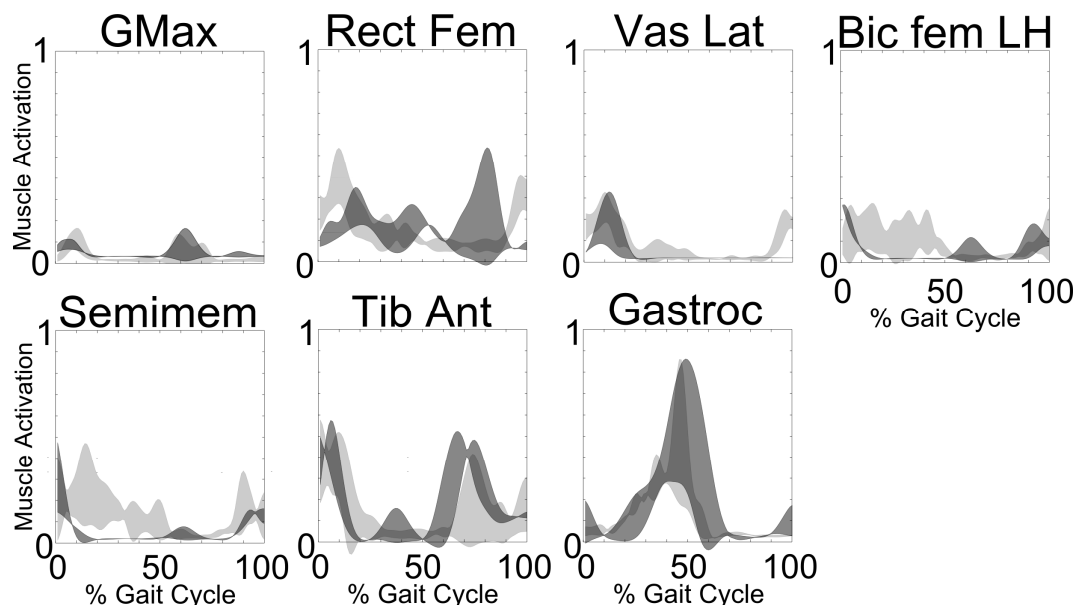 GMax
Rect Fem
Vas Lat
Bic fem LH
1
1
1
1
Muscle Activation
0
0
0
0
0 50 100
% Gait Cycle
Semimem
Tib Ant
Gastroc
1
1
1
Muscle Activation
0
0
0
0 50 100
0 50 100
0 50 100
% Gait Cycle
% Gait Cycle
% Gait Cycle